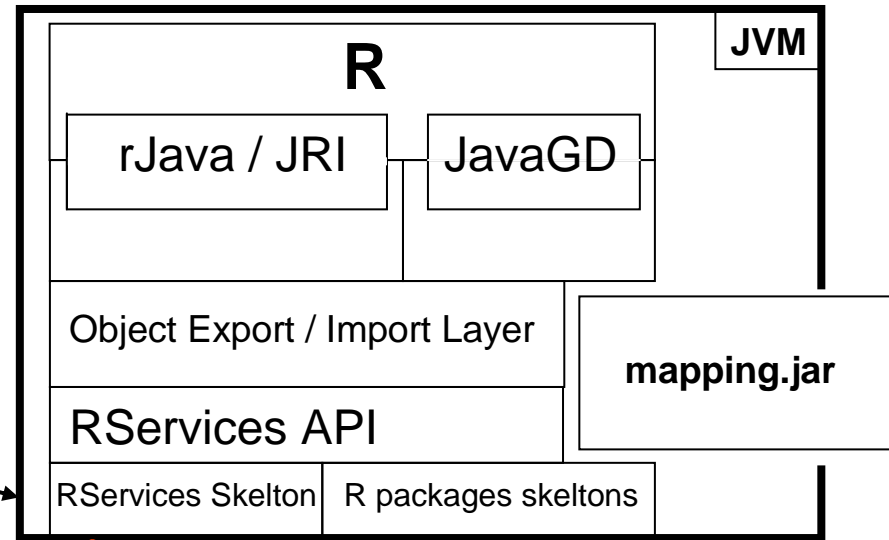 JVM
R
rJava / JRI
JavaGD
Object Export / Import Layer
mapping.jar
RServices API
RServices Skelton
R packages skeltons